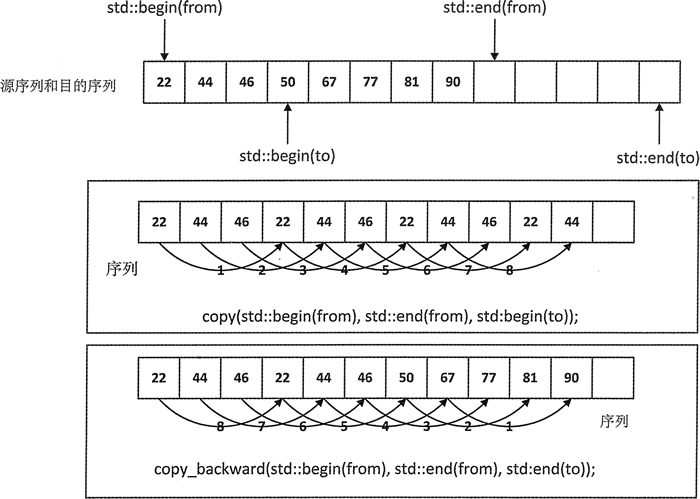 std::begin(from) std::end(from)
源序列和目的序列 22 44 46 50 67 77 81 90
std::begin(to) std::end(to)
22 44 46 22 44 46 22 44 46 22 44
序列 1 2 3 4 5 6 7 8
copy(std::begin(from), std::end(from), std:begin(to));
22 44 46 22 44 46 50 67 77 81 90
8 7 6 5 4 3 2 1 序列
copy_backward(std::begin(from), std::end(from), std:end(to));